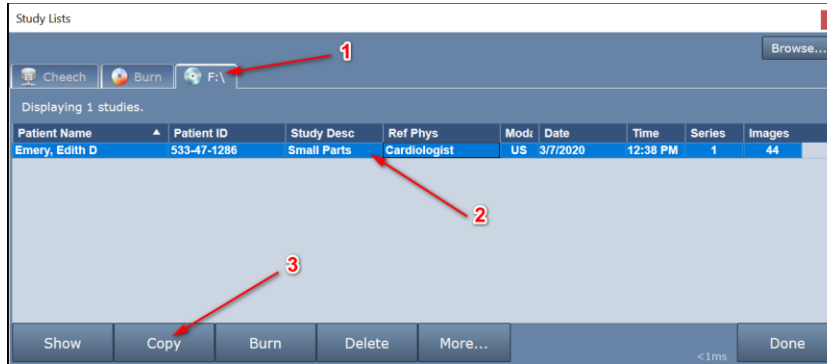 Study Lists
1
Browse...
Cheech Burn F:\
Displaying 1 studies.
Patient Name Patient ID Study Desc Ref Phys Moda Date Time Series Images
Emery, Edith D 533-47-1286 Small Parts Cardiologist US 3/7/2020 12:38 PM 1 44
2
3
Show Copy Burn Delete More... <1ms Done